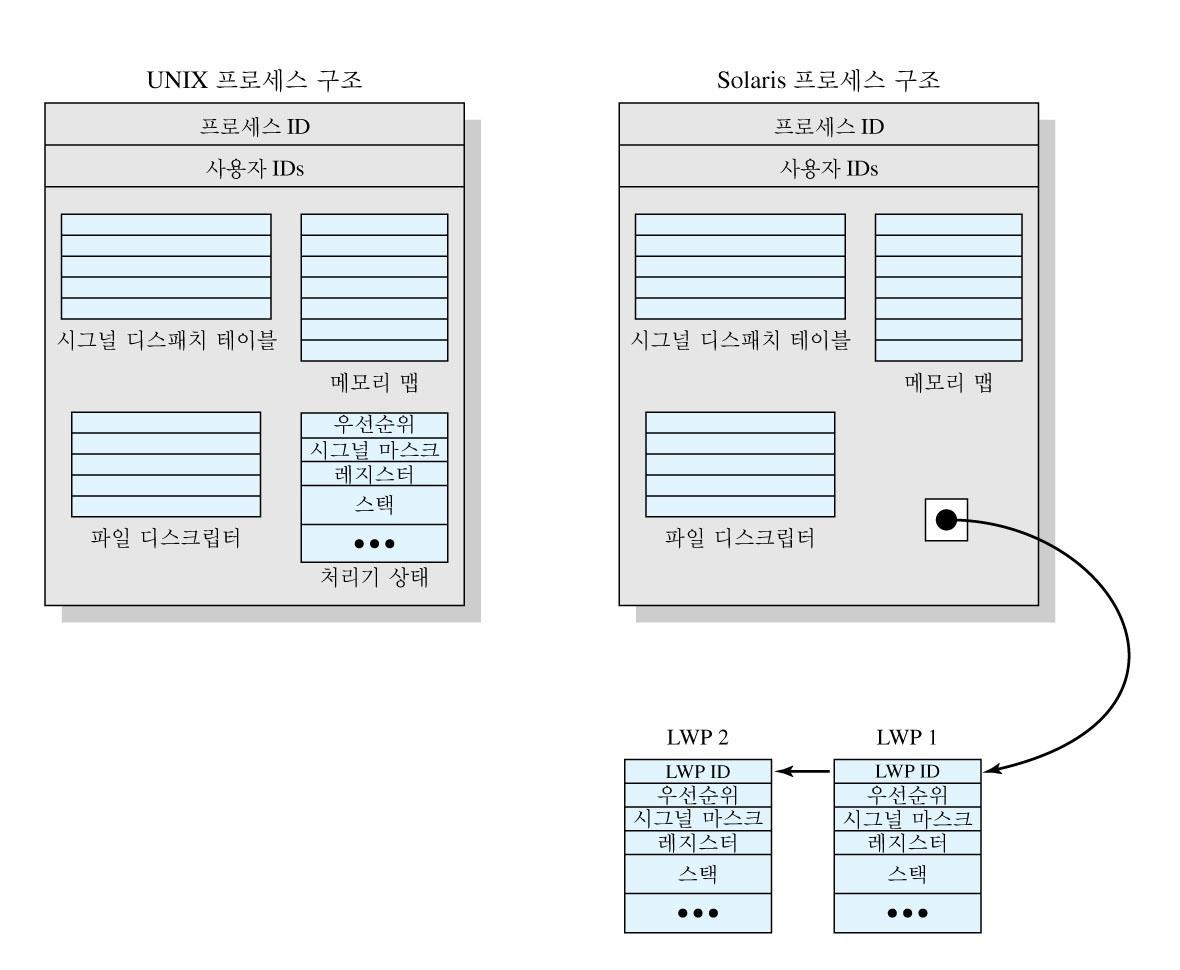 UNIX 프로세스 구조
프로세스 ID
사용자 IDs
시그널 디스패치 테이블
메모리 맵
우선순위
시그널 마스크
레지스터
스택
●●●
파일 디스크립터
처리기 상태
Solaris 프로세스 구조
프로세스 ID
사용자 IDs
시그널 디스패치 테이블
메모리 맵
파일 디스크립터
LWP 2
LWP ID
우선순위
시그널 마스크
레지스터
스택
●●●
LWP 1
LWP ID
우선순위
시그널 마스크
레지스터
스택
●●●